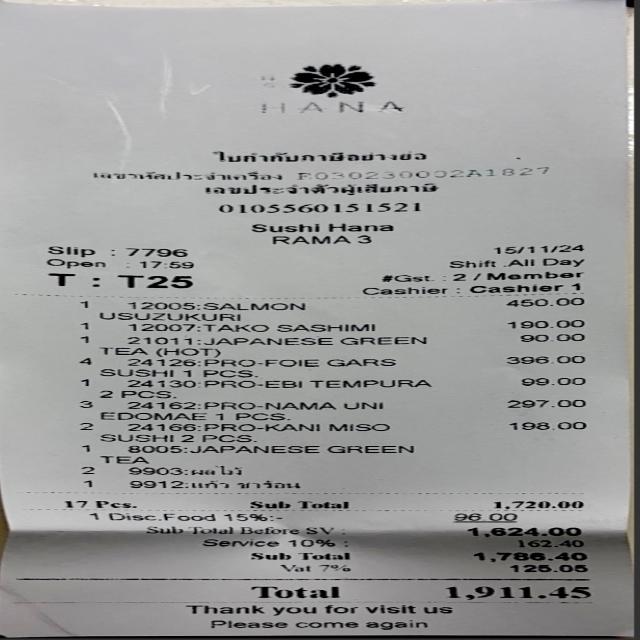 HANA
ใบกำกับภาษีอย่างย่อ
เลขรหัสประจำเครื่อง E030230002A1827
เลขประจำตัวผู้เสียภาษี
0105560151521
Sushi Hana
RAMA 3
Slip : 7796 15/11/24
Open : 17:59 Shift :All Day
T : T25 #Gst. : 2 / Member
Cashier : Cashier 1
1 12005:SALMON 450.00
USUZUKURI
1 12007:TAKO SASHIMI 190.00
1 21011:JAPANESE GREEN 90.00
TEA (HOT)
4 24126:PRO-FOIE GARS 396.00
SUSHI 1 PCS.
1 24130:PRO-EBI TEMPURA 99.00
2 PCS.
3 24162:PRO-NAMA UNI 297.00
EDOMAE 1 PCS.
2 24166:PRO-KANI MISO 198.00
SUSHI 2 PCS.
1 8005:JAPANESE GREEN
TEA
2 9903:ผลไม้
1 9912:แก้ว ชาร้อน
17 Pcs. Sub Total 1,720.00
1 Disc.Food 15%:- 96.00
Sub Total Before SV : 1,624.00
Service 10% : 162.40
Sub Total 1,786.40
Vat 7% 125.05
Total 1,911.45
Thank you for visit us
Please come again